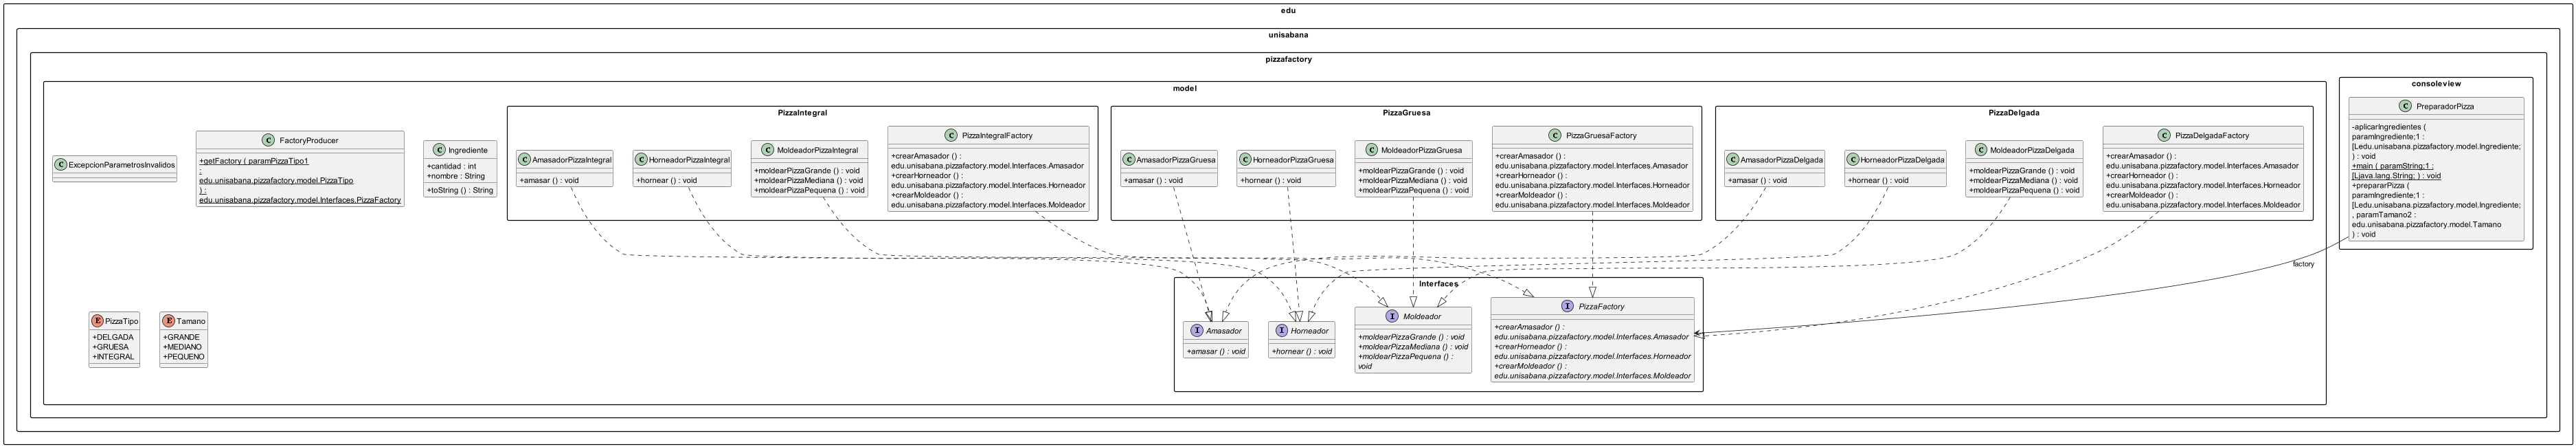 edu
unisabana
pizzafactory
model
consoleview
C PreparadorPizza
-aplicarIngredientes (
paramIngrediente;1 :
[Ledu.unisabana.pizzafactory.model.Ingrediente;
) : void
+main ( paramString;1 :
[Ljava.lang.String; ) : void
+prepararPizza (
paramIngrediente;1 :
[Ledu.unisabana.pizzafactory.model.Ingrediente;
, paramTamano2 :
edu.unisabana.pizzafactory.model.Tamano
) : void
C ExcepcionParametrosInvalidos
C FactoryProducer
+getFactory ( paramPizzaTipo1
:
edu.unisabana.pizzafactory.model.PizzaTipo
) :
edu.unisabana.pizzafactory.model.Interfaces.PizzaFactory
C Ingrediente
+cantidad : int
+nombre : String
+toString () : String
PizzaIntegral
C AmasadorPizzaIntegral
+amasar () : void
C HorneadorPizzaIntegral
+hornear () : void
C MoldeadorPizzaIntegral
+moldearPizzaGrande () : void
+moldearPizzaMediana () : void
+moldearPizzaPequena () : void
C PizzaIntegralFactory
+crearAmasador () :
edu.unisabana.pizzafactory.model.Interfaces.Amasador
+crearHorneador () :
edu.unisabana.pizzafactory.model.Interfaces.Horneador
+crearMoldeador () :
edu.unisabana.pizzafactory.model.Interfaces.Moldeador
PizzaGruesa
C AmasadorPizzaGruesa
+amasar () : void
C HorneadorPizzaGruesa
+hornear () : void
C MoldeadorPizzaGruesa
+moldearPizzaGrande () : void
+moldearPizzaMediana () : void
+moldearPizzaPequena () : void
C PizzaGruesaFactory
+crearAmasador () :
edu.unisabana.pizzafactory.model.Interfaces.Amasador
+crearHorneador () :
edu.unisabana.pizzafactory.model.Interfaces.Horneador
+crearMoldeador () :
edu.unisabana.pizzafactory.model.Interfaces.Moldeador
PizzaDelgada
C AmasadorPizzaDelgada
+amasar () : void
C HorneadorPizzaDelgada
+hornear () : void
C MoldeadorPizzaDelgada
+moldearPizzaGrande () : void
+moldearPizzaMediana () : void
+moldearPizzaPequena () : void
C PizzaDelgadaFactory
+crearAmasador () :
edu.unisabana.pizzafactory.model.Interfaces.Amasador
+crearHorneador () :
edu.unisabana.pizzafactory.model.Interfaces.Horneador
+crearMoldeador () :
edu.unisabana.pizzafactory.model.Interfaces.Moldeador
factory
E PizzaTipo
+DELGADA
+GRUESA
+INTEGRAL
E Tamano
+GRANDE
+MEDIANO
+PEQUENO
Interfaces
I Amasador
+amasar () : void
I Horneador
+hornear () : void
I Moldeador
+moldearPizzaGrande () : void
+moldearPizzaMediana () : void
+moldearPizzaPequena () :
void
I PizzaFactory
+crearAmasador () :
edu.unisabana.pizzafactory.model.Interfaces.Amasador
+crearHorneador () :
edu.unisabana.pizzafactory.model.Interfaces.Horneador
+crearMoldeador () :
edu.unisabana.pizzafactory.model.Interfaces.Moldeador